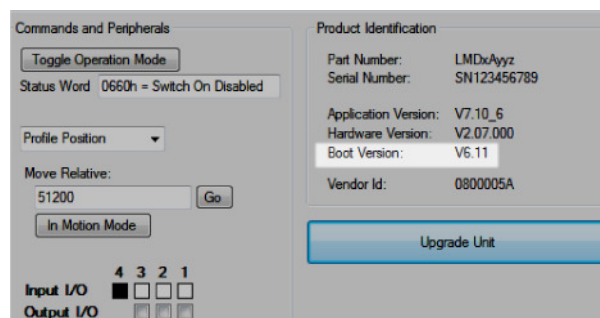 Commands and Peripherals
Toggle Operation Mode
Status Word 0660h = Switch On Disabled
Profile Position
Move Relative:
51200 Go
In Motion Mode
4 3 2 1
Input I/O
Output I/O
Product Identification
Part Number: LMDxAyyz
Serial Number: SN123456789
Application Version: V7.10_6
Hardware Version: V2.07.000
Boot Version: V6.11
Vendor Id: 0800005A
Upgrade Unit